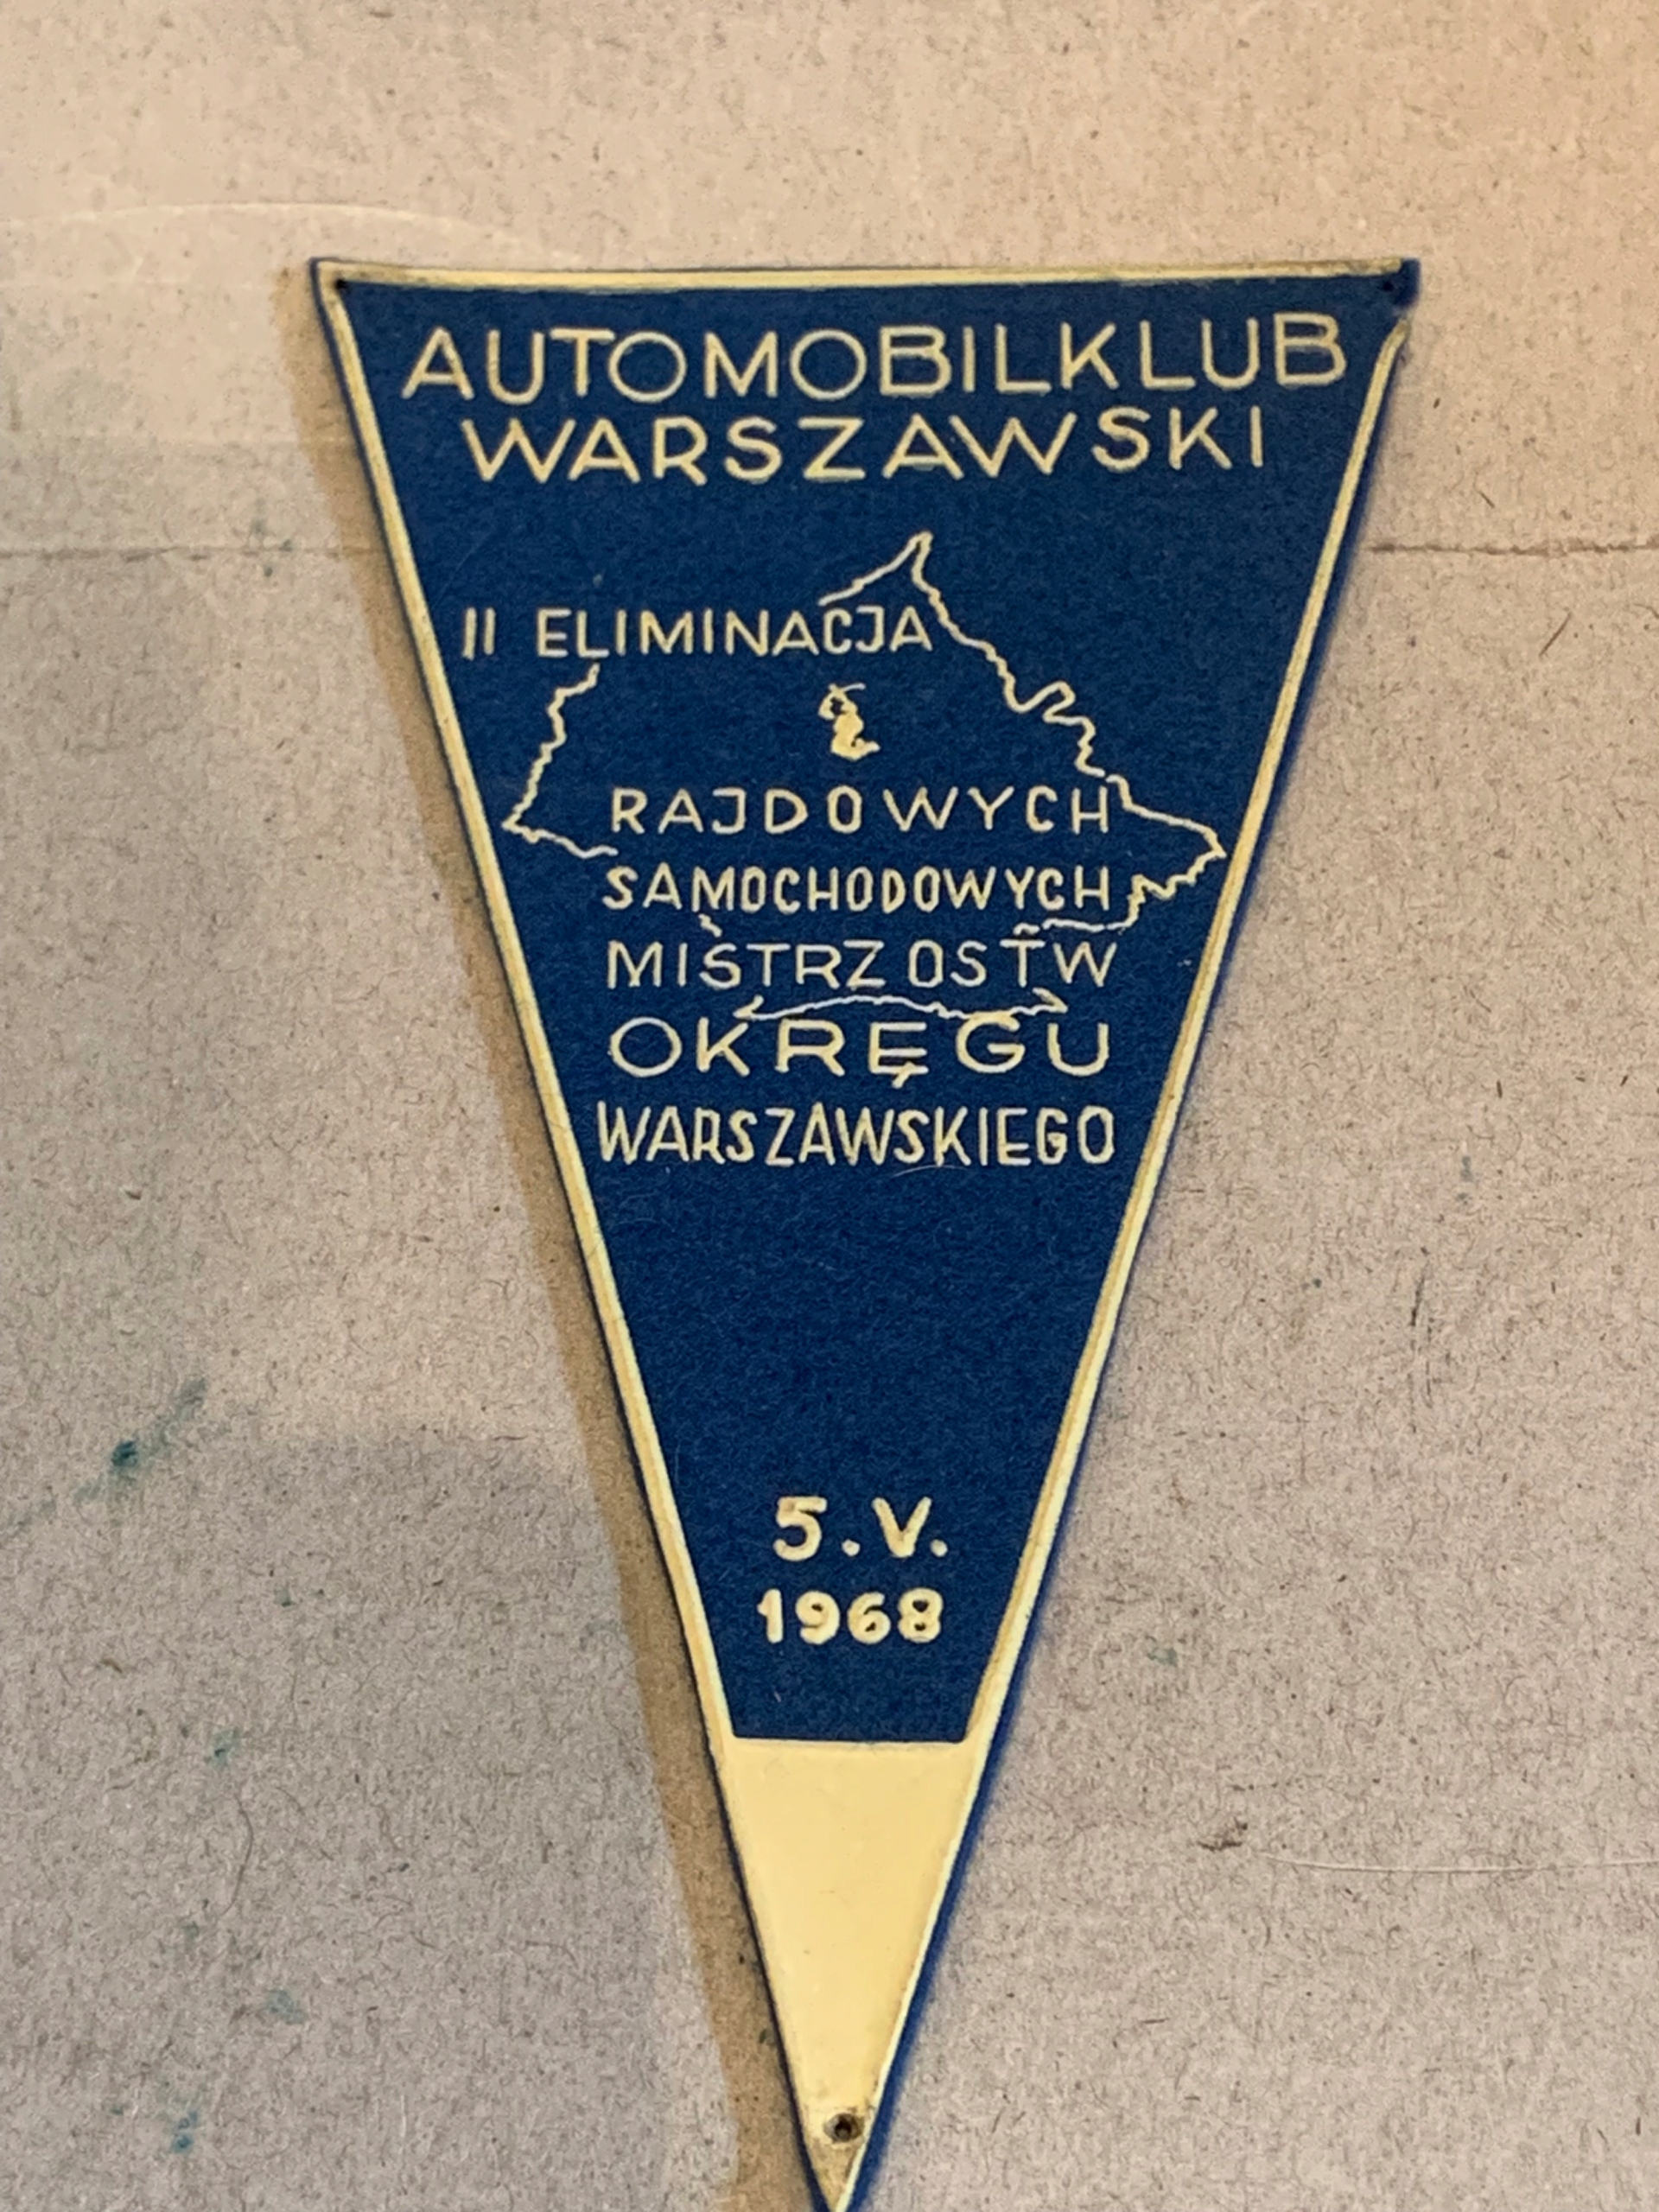 AUTOMOBILKLUB
WARSZAWSKI
II ELIMINACJA
RAJDOWYCH
SAMOCHODOWYCH
MISTRZOSTW
OKRĘGU
WARSZAWSKIEGO
5.V.
1968